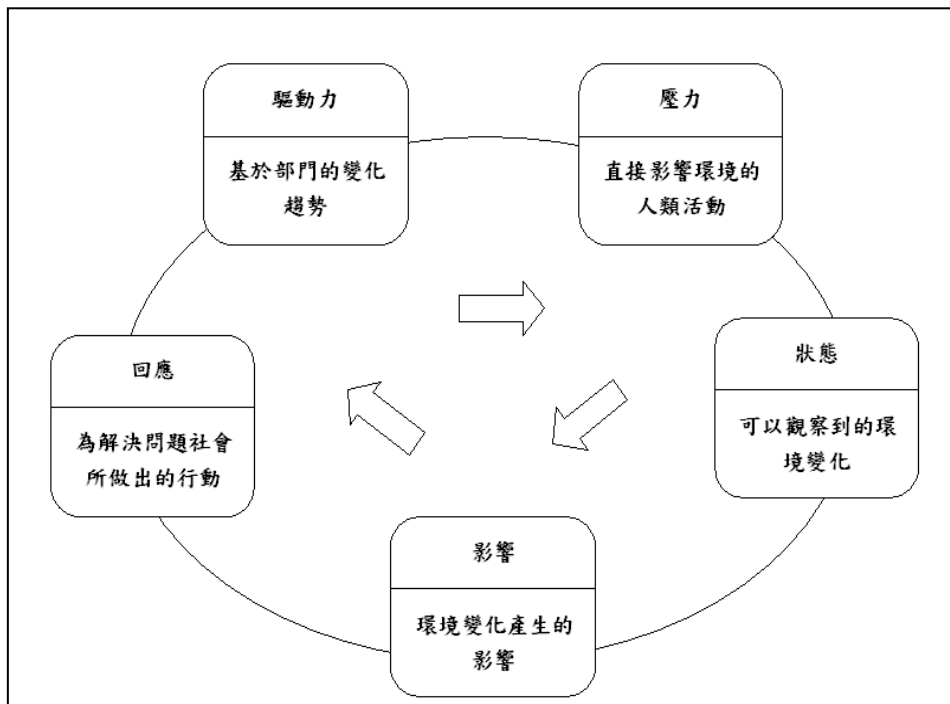 驅動力
基於部門的變化
趨勢
壓力
直接影響環境的
人類活動
狀態
可以觀察到的環
境變化
回應
為解決問題社會
所做出的行動
影響
環境變化產生的
影響